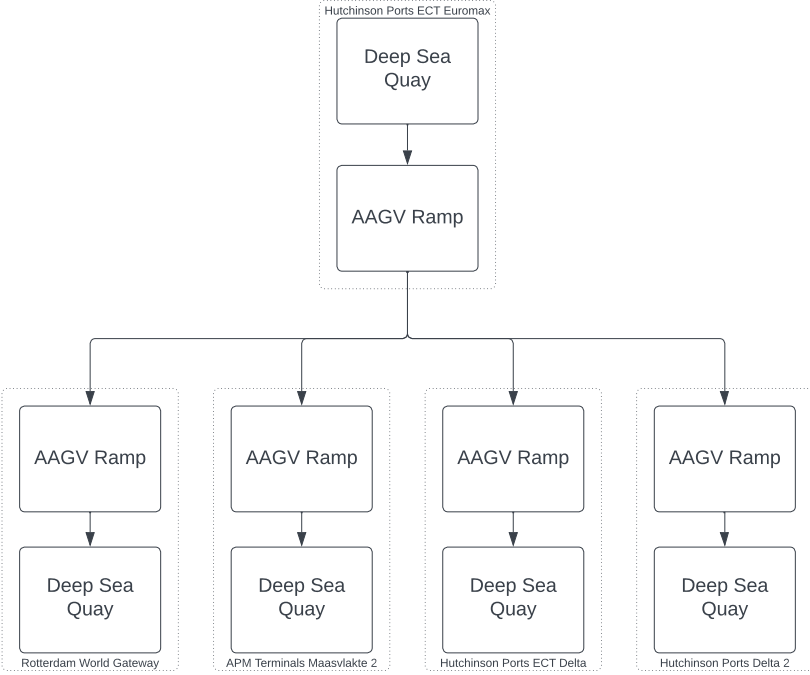 Hutchinson Ports ECT Euromax
Deep Sea
Quay
AAGV Ramp
AAGV Ramp
AAGV Ramp
AAGV Ramp
AAGV Ramp
Deep Sea
Quay
Deep Sea
Quay
Deep Sea
Quay
Deep Sea
Quay
Rotterdam World Gateway
APM Terminals Maasvlakte 2
Hutchinson Ports ECT Delta
Hutchinson Ports Delta 2